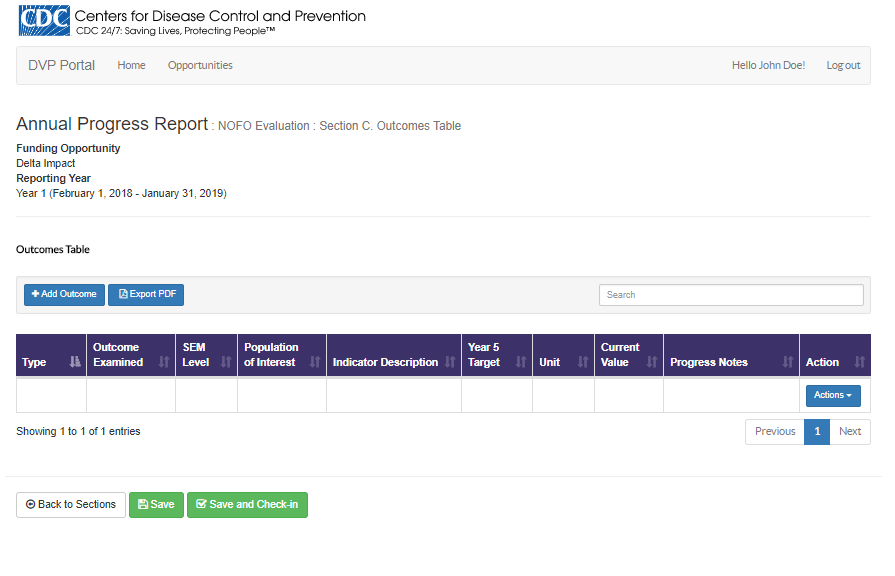 CDC Centers for Disease Control and Prevention
CDC 24/7: Saving Lives, Protecting People™
DVP Portal Home Opportunities Hello John Doe! Log out
Annual Progress Report : NOFO Evaluation : Section C. Outcomes Table
Funding Opportunity
Delta Impact
Reporting Year
Year 1 (February 1, 2018 - January 31, 2019)
Outcomes Table
Add Outcome Export PDF Search
Type Outcome Examined SEM Level Population of Interest Indicator Description Year 5 Target Unit Current Value Progress Notes Action
Actions
Showing 1 to 1 of 1 entries Previous 1 Next
Back to Sections Save Save and Check-in